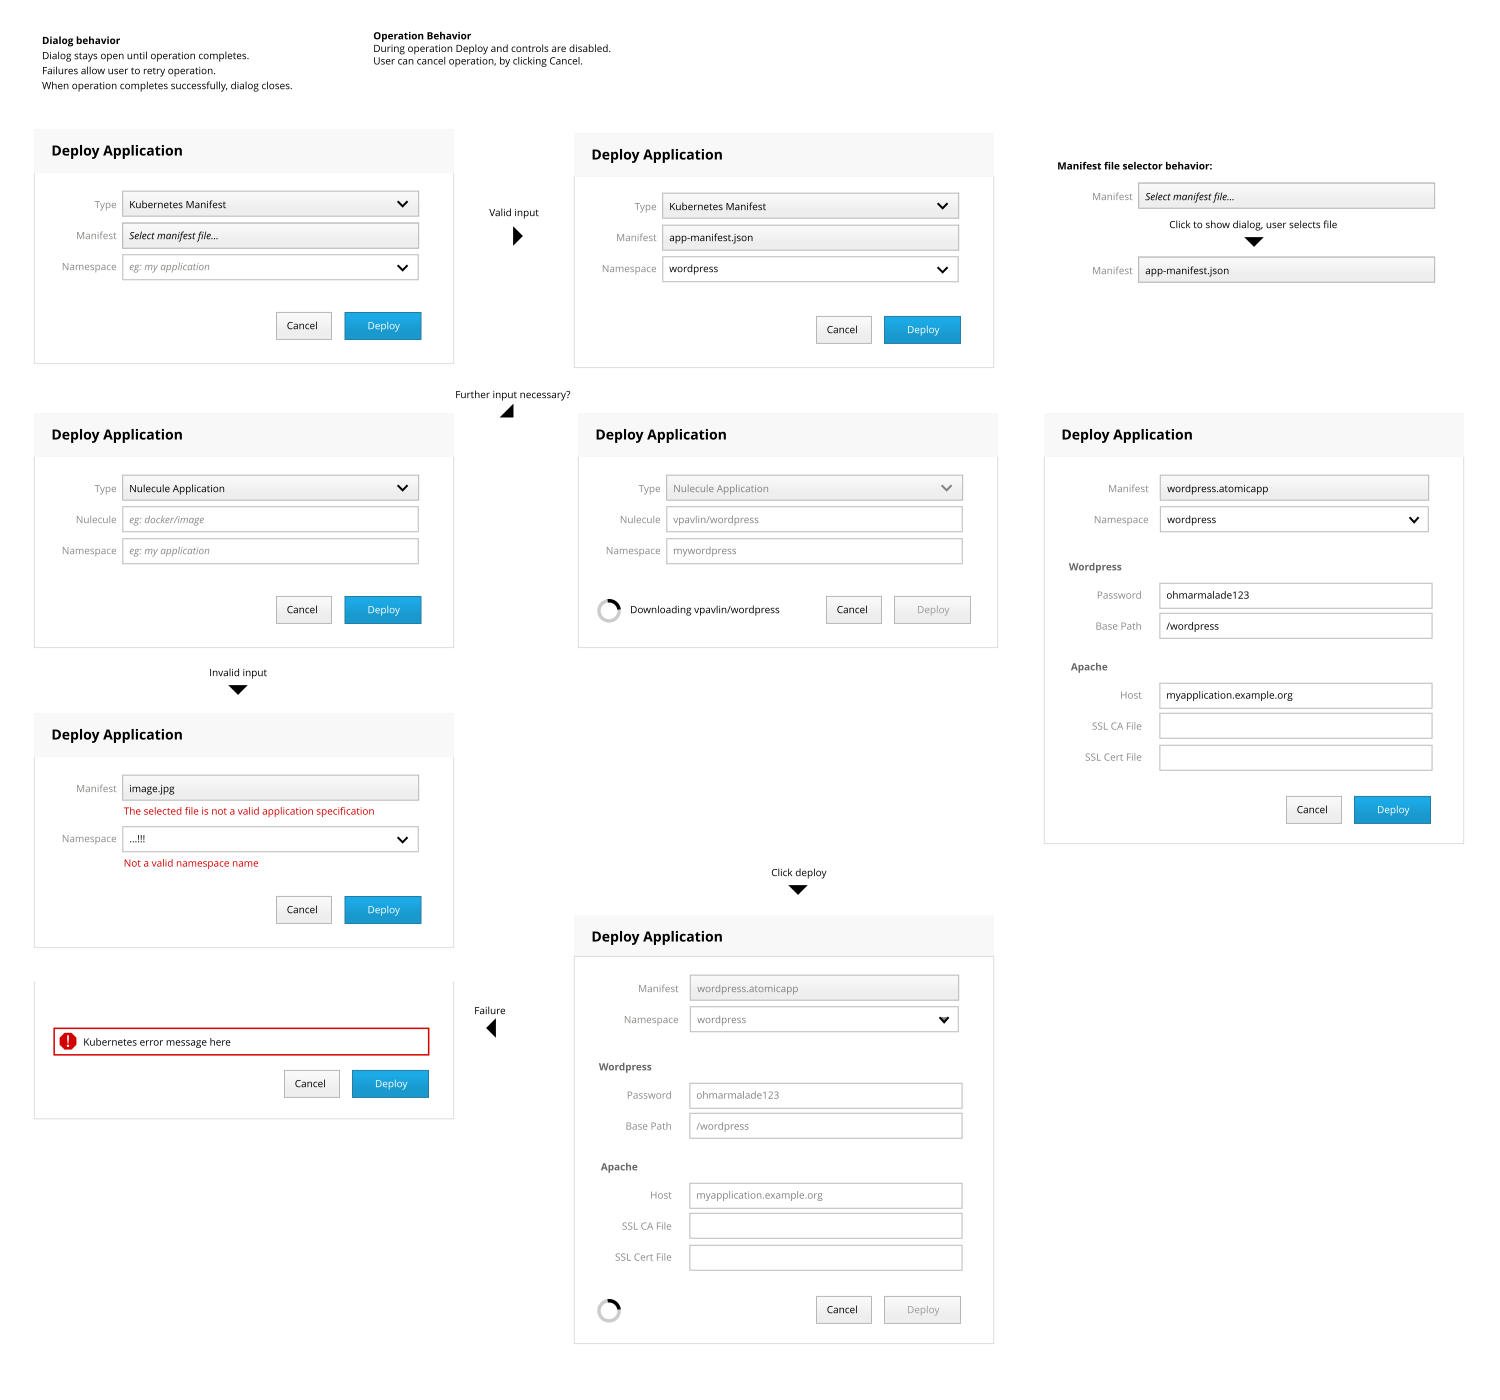 Dialog behavior
Dialog stays open until operation completes.
Failures allow user to retry operation.
When operation completes successfully, dialog closes.
Operation Behavior
During operation Deploy and controls are disabled.
User can cancel operation, by clicking Cancel.
Deploy Application
Type Kubernetes Manifest
Manifest Select manifest file...
Namespace eg: my application
Cancel Deploy
Valid input
Deploy Application
Type Kubernetes Manifest
Manifest app-manifest.json
Namespace wordpress
Cancel Deploy
Manifest file selector behavior:
Manifest Select manifest file...
Click to show dialog, user selects file
Manifest app-manifest.json
Further input necessary?
Deploy Application
Type Nulecule Application
Nulecule eg: docker/image
Namespace eg: my application
Cancel Deploy
Deploy Application
Type Nulecule Application
Nulecule vpavlin/wordpress
Namespace mywordpress
Downloading vpavlin/wordpress Cancel Deploy
Deploy Application
Manifest wordpress.atomicapp
Namespace wordpress
Wordpress
Password ohmarmalade123
Base Path /wordpress
Apache
Host myapplication.example.org
SSL CA File
SSL Cert File
Cancel Deploy
Invalid input
Deploy Application
Manifest image.jpg
The selected file is not a valid application specification
Namespace ...!!!
Not a valid namespace name
Cancel Deploy
Click deploy
Deploy Application
Manifest wordpress.atomicapp
Namespace wordpress
Wordpress
Password ohmarmalade123
Base Path /wordpress
Apache
Host myapplication.example.org
SSL CA File
SSL Cert File
Cancel Deploy
Failure
Kubernetes error message here
Cancel Deploy